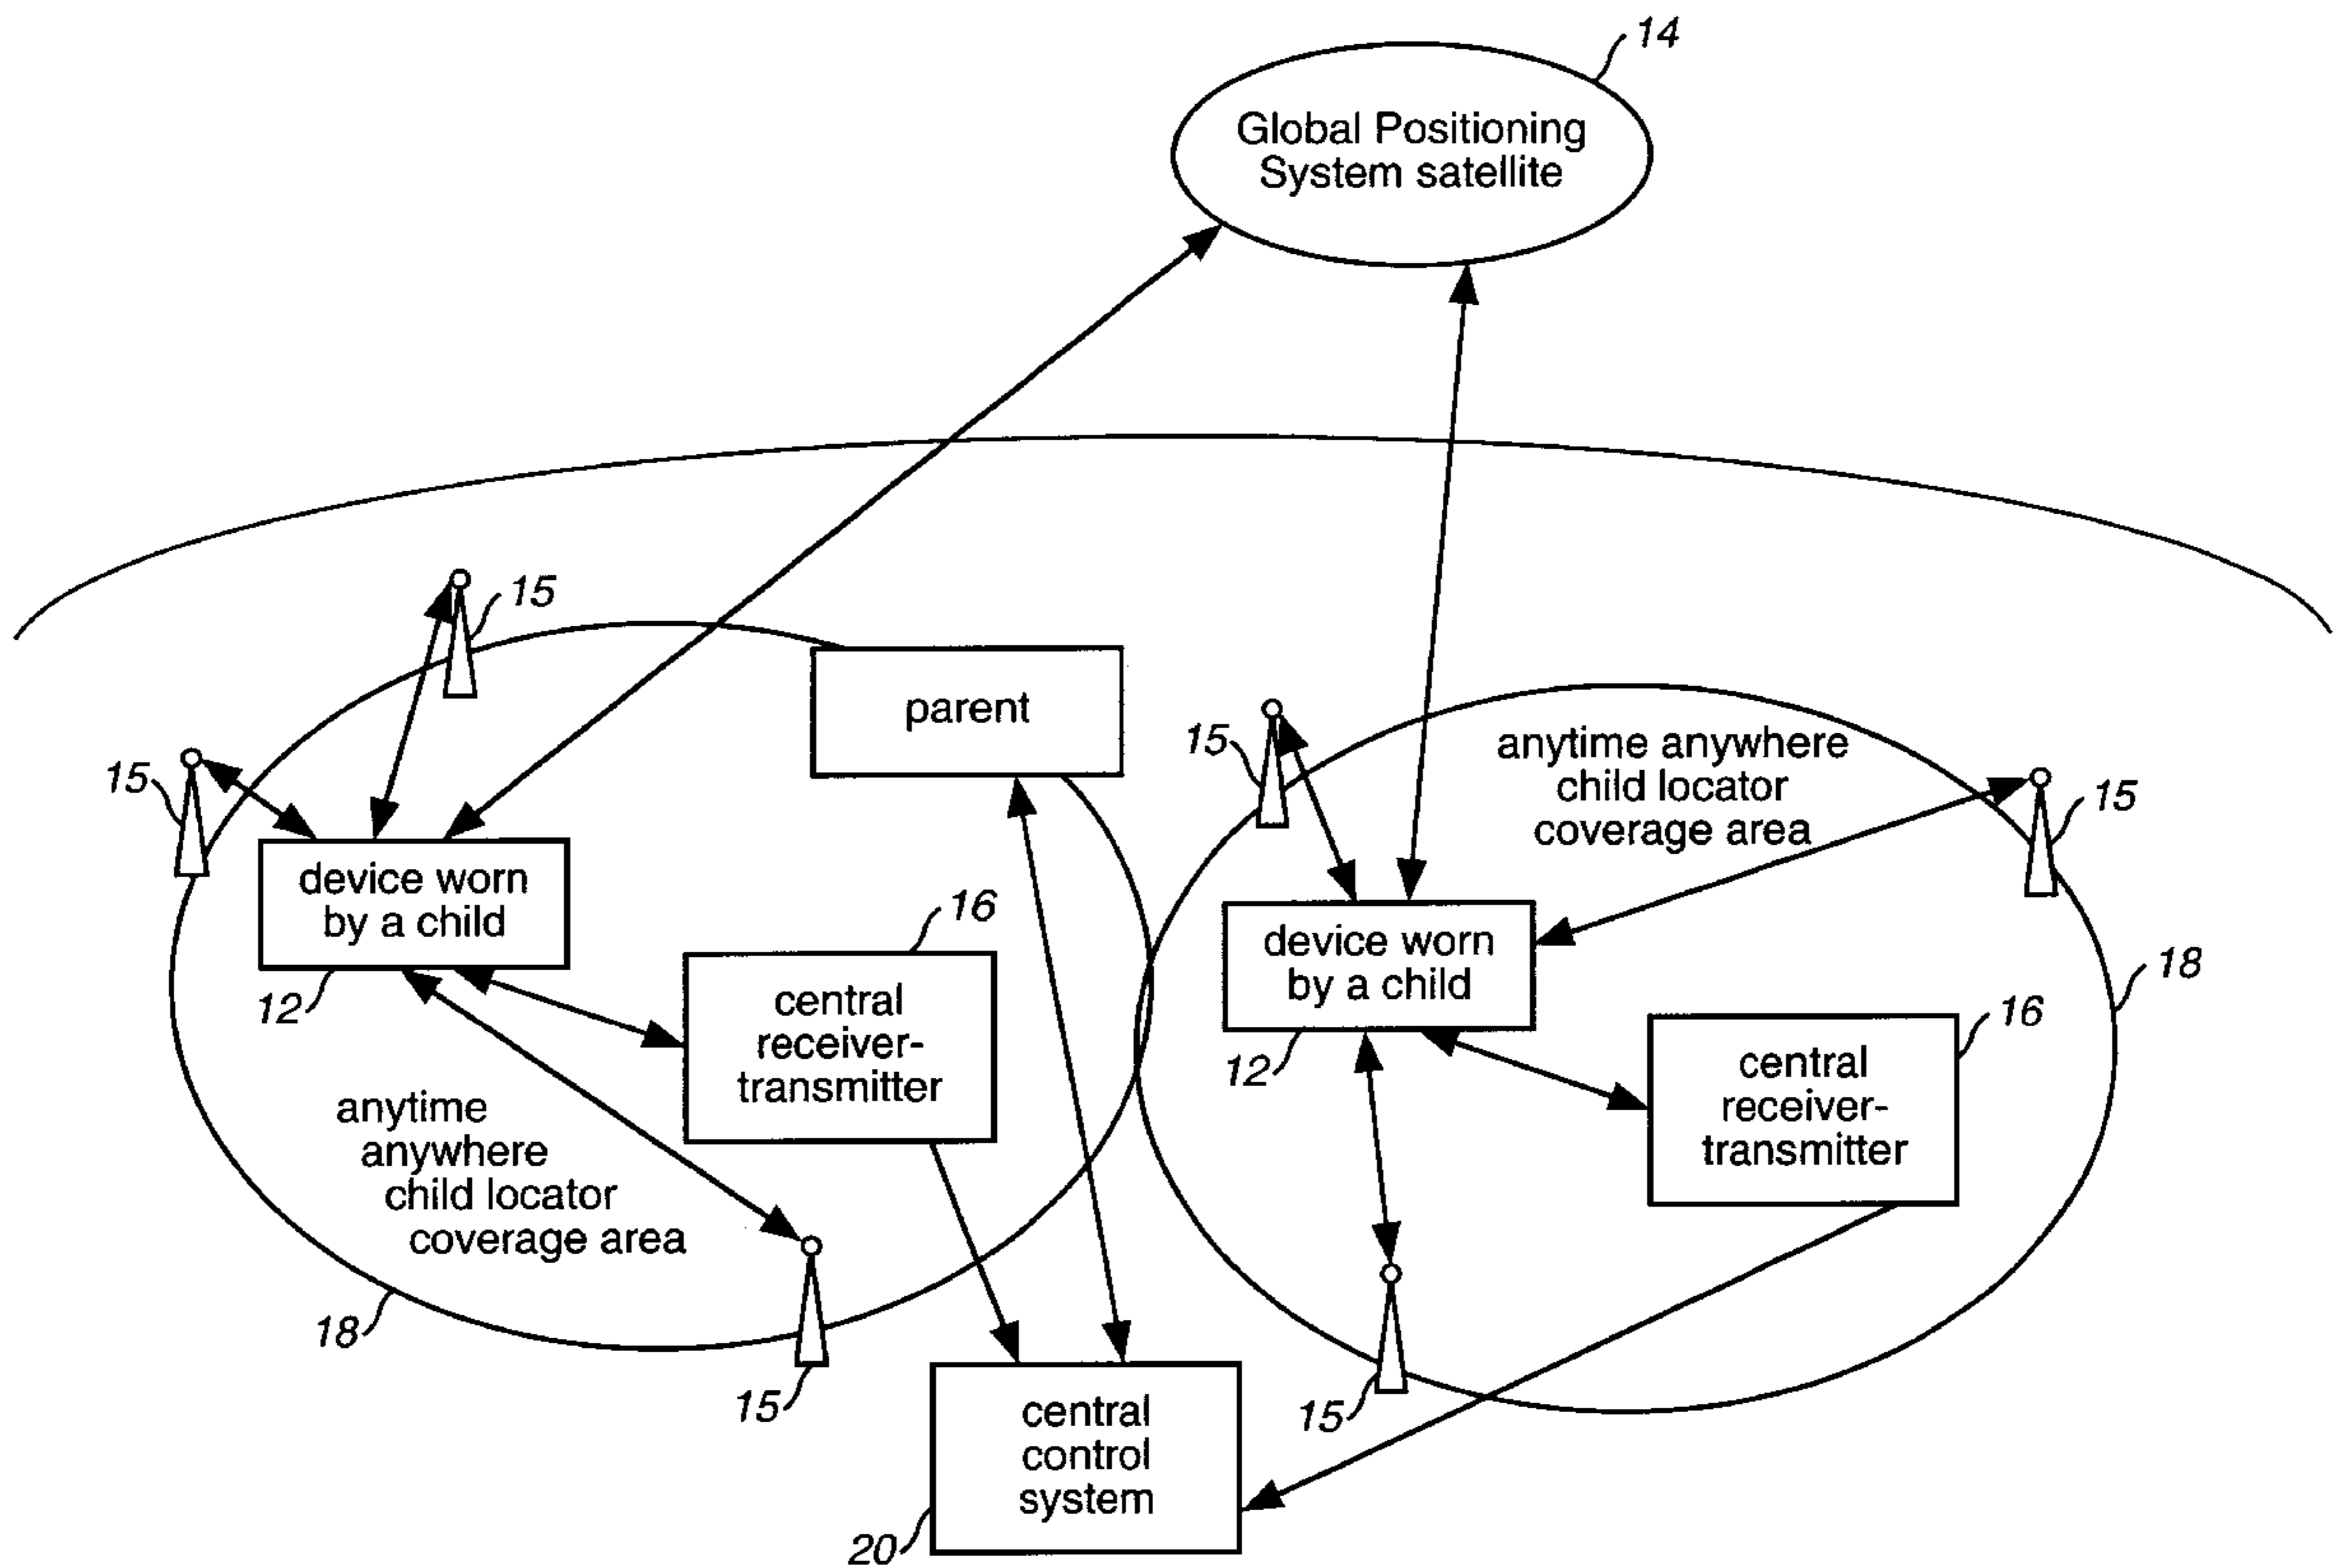 14
Global Positioning
System satellite
15
parent
15
anytime anywhere
child locator
coverage area
15
15
device worn
by a child
12
16
central
receiver-
transmitter
device worn
by a child
12
18
16
central
receiver-
transmitter
anytime
anywhere
child locator
coverage area
18
15
15
central
control
system
20